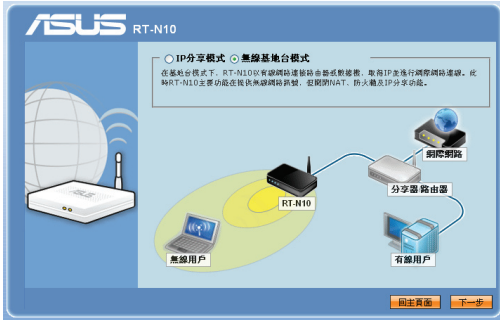 ASUS RT-N10
IP分享模式 無線基地台模式
在基地台模式下，RT-N10以有線網路連接路由器或數據機，取得IP並進行網際網路連線。此
時RT-N10主要功能在提供無線網路訊號，但關閉NAT、防火牆及IP分享功能。
網際網路
分享器/路由器
RT-N10
無線用戶
有線用戶
回主頁面 下一步